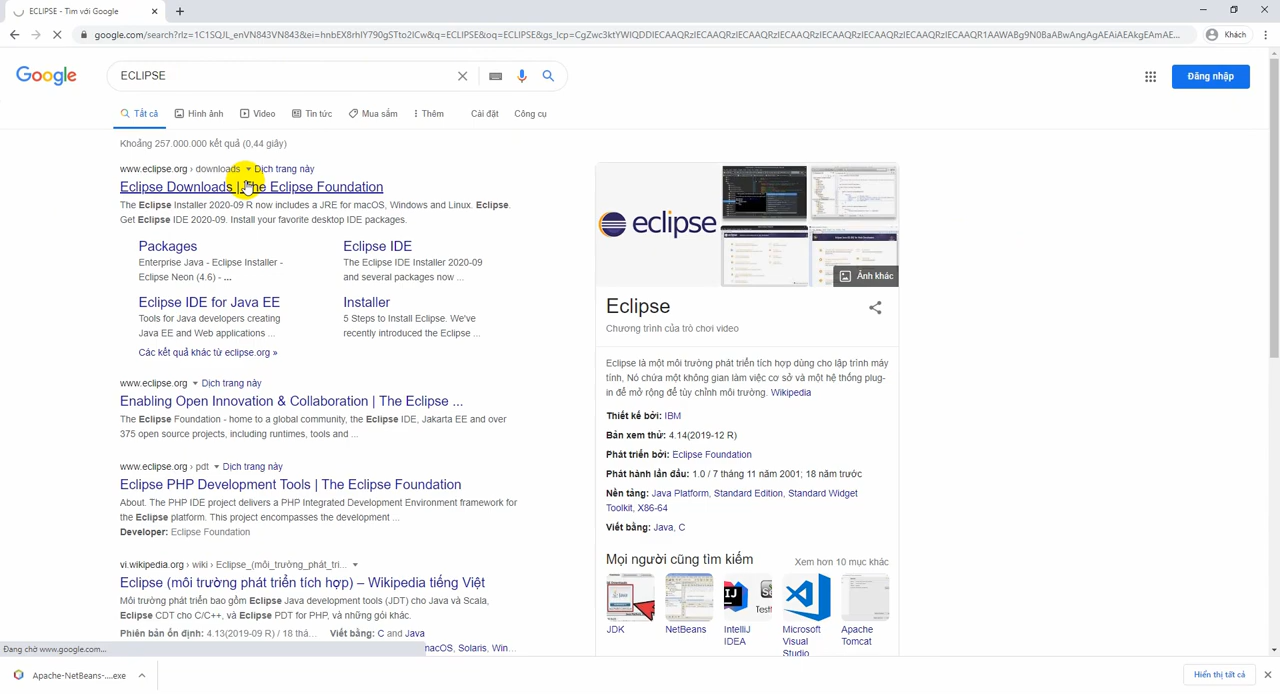 ECLIPSE - Tìm với Google
google.com/search?rlz=1C1SQJL_enVN843VN843&ei=hnbEX8rhIY790gSTto2ICw&q=ECLIPSE&oq=ECLIPSE
Khách
Google
ECLIPSE
Đăng nhập
Tất cả
Hình ảnh
Video
Tin tức
Mua sắm
Thêm
Cài đặt
Công cụ
Khoảng 257.000.000 kết quả (0,44 giây)
www.eclipse.org › downloads Dịch trang này
Eclipse Downloads | The Eclipse Foundation
The Eclipse Installer 2020-09 R now includes a JRE for macOS, Windows and Linux. Eclipse.
Get Eclipse IDE 2020-09. Install your favorite desktop IDE packages.
Packages
Enterprise Java - Eclipse Installer -
Eclipse Neon (4.6) - ...
Eclipse IDE
The Eclipse IDE Installer 2020-09
and several packages now ...
Eclipse IDE for Java EE
Tools for Java developers creating
Java EE and Web applications ...
Installer
5 Steps to Install Eclipse. We've
recently introduced the Eclipse ...
Các kết quả khác từ eclipse.org »
www.eclipse.org Dịch trang này
Enabling Open Innovation & Collaboration | The Eclipse ...
The Eclipse Foundation - home to a global community, the Eclipse IDE, Jakarta EE and over
375 open source projects, including runtimes, tools and ...
www.eclipse.org › pdt Dịch trang này
Eclipse PHP Development Tools | The Eclipse Foundation
About. The PHP IDE project delivers a PHP Integrated Development Environment framework for
the Eclipse platform. This project encompasses the development ...
Developer: Eclipse Foundation
vi.wikipedia.org › wiki › Eclipse_(môi_trường_phát_tri...
Eclipse (môi trường phát triển tích hợp) – Wikipedia tiếng Việt
Môi trường phát triển bao gồm Eclipse Java development tools (JDT) cho Java và Scala,
Eclipse CDT cho C/C++, và Eclipse PDT for PHP, và những gói khác.
Phiên bản ổn định: 4.13(2019-09 R) / 18 thá... Viết bằng: C and Java
macOS, Solaris, Win...
eclipse
Ảnh khác
Eclipse
Chương trình của trò chơi video
Eclipse là một môi trường phát triển tích hợp dùng cho lập trình máy
tính, Nó chứa một không gian làm việc cơ sở và một hệ thống plug-
in để mở rộng để tùy chỉnh môi trường. Wikipedia
Thiết kế bởi: IBM
Bản xem thử: 4.14(2019-12 R)
Phát triển bởi: Eclipse Foundation
Phát hành lần đầu: 1.0 / 7 tháng 11 năm 2001; 18 năm trước
Nền tảng: Java Platform, Standard Edition, Standard Widget
Toolkit, X86-64
Viết bằng: Java, C
Mọi người cũng tìm kiếm
Xem hơn 10 mục khác
JDK
NetBeans
IntelliJ
IDEA
Microsoft
Visual
Studio
Apache
Tomcat
Đang chờ www.google.com...
Apache-NetBeans-....exe
Hiển thị tất cả